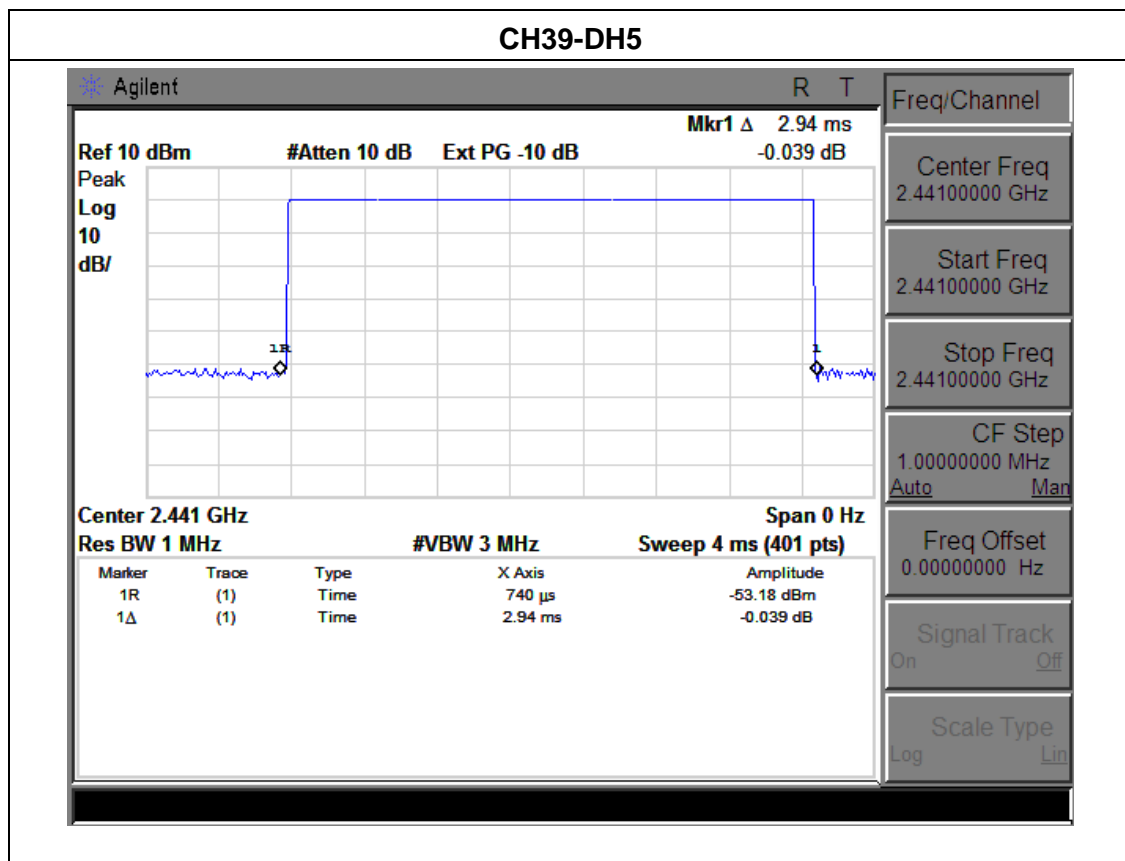 CH39-DH5
Agilent R T
Mkr1 Δ 2.94 ms
Ref 10 dBm #Atten 10 dB Ext PG -10 dB -0.039 dB
Peak
Log
10
dB/
1R
1
Center 2.441 GHz Span 0 Hz
Res BW 1 MHz #VBW 3 MHz Sweep 4 ms (401 pts)
Marker Trace Type X Axis Amplitude
1R (1) Time 740 µs -53.18 dBm
1Δ (1) Time 2.94 ms -0.039 dB
Freq/Channel
Center Freq
2.44100000 GHz
Start Freq
2.44100000 GHz
Stop Freq
2.44100000 GHz
CF Step
1.00000000 MHz
Auto Man
Freq Offset
0.00000000 Hz
Signal Track
On Off
Scale Type
Log Lin